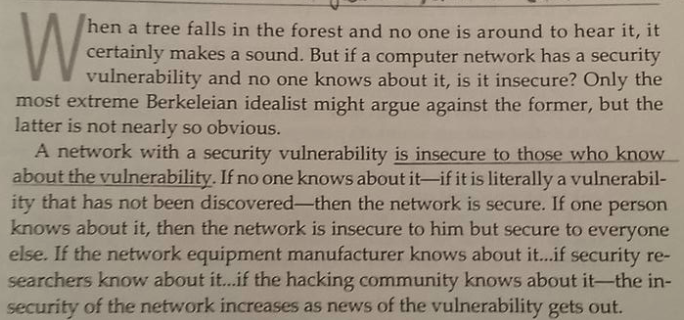 When a tree falls in the forest and no one is around to hear it, it
certainly makes a sound. But if a computer network has a security
vulnerability and no one knows about it, is it insecure? Only the
most extreme Berkeleian idealist might argue against the former, but the
latter is not nearly so obvious.
A network with a security vulnerability is insecure to those who know
about the vulnerability. If no one knows about it—if it is literally a vulnerabil-
ity that has not been discovered—then the network is secure. If one person
knows about it, then the network is insecure to him but secure to everyone
else. If the network equipment manufacturer knows about it...if security re-
searchers know about it...if the hacking community knows about it—the in-
security of the network increases as news of the vulnerability gets out.